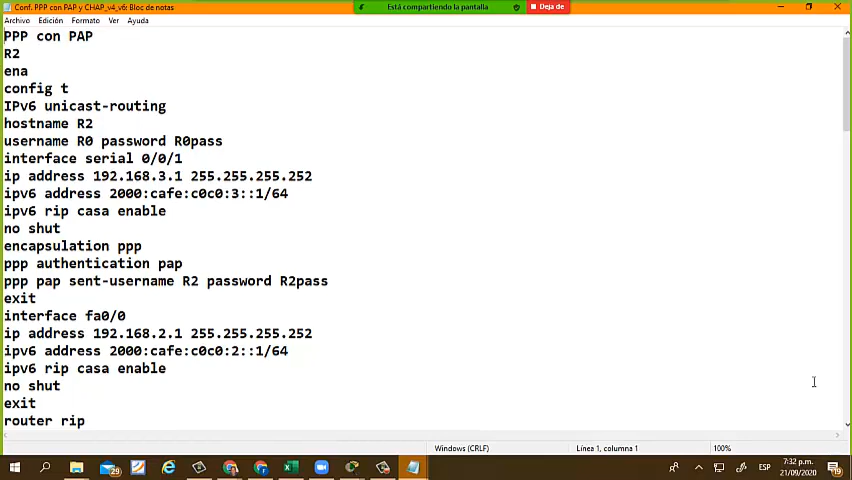 Conf. PPP con PAP y CHAP_v4_v6: Bloc de notas
Está compartiendo la pantalla
Deja de
Archivo Edición Formato Ver Ayuda
PPP con PAP
R2
ena
config t
IPv6 unicast-routing
hostname R2
username R0 password R0pass
interface serial 0/0/1
ip address 192.168.3.1 255.255.255.252
ipv6 address 2000:cafe:c0c0:3::1/64
ipv6 rip casa enable
no shut
encapsulation ppp
ppp authentication pap
ppp pap sent-username R2 password R2pass
exit
interface fa0/0
ip address 192.168.2.1 255.255.255.252
ipv6 address 2000:cafe:c0c0:2::1/64
ipv6 rip casa enable
no shut
exit
router rip
Windows (CRLF) Línea 1, columna 1 100%
29
ESP
7:32 p.m.
21/09/2020
19